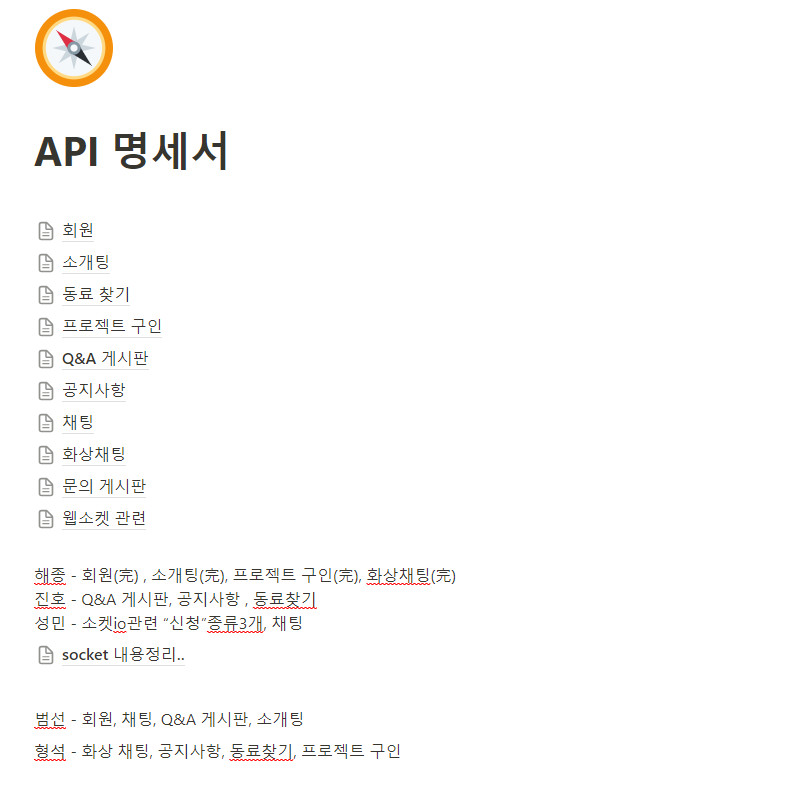 API 명세서
회원
소개팅
동료 찾기
프로젝트 구인
Q&A 게시판
공지사항
채팅
화상채팅
문의 게시판
웹소켓 관련
해종 - 회원(完) , 소개팅(完), 프로젝트 구인(完), 화상채팅(完)
진호 - Q&A 게시판, 공지사항 , 동료찾기
성민 - 소켓io관련 “신청”종류3개, 채팅
socket 내용정리..
범선 - 회원, 채팅, Q&A 게시판, 소개팅
형석 - 화상 채팅, 공지사항, 동료찾기, 프로젝트 구인